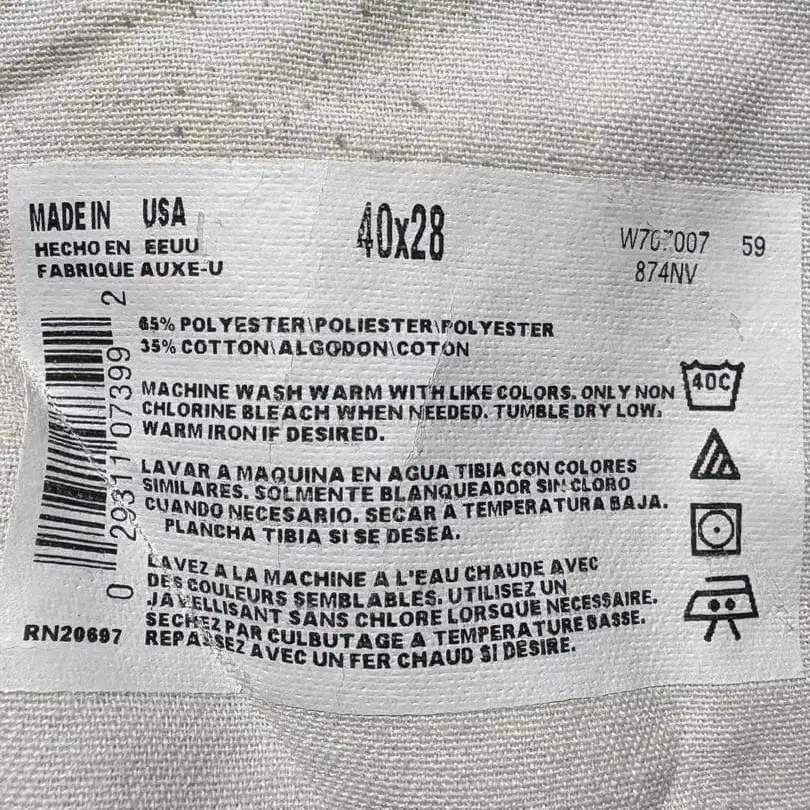 MADE IN USA
HECHO EN EEUU
FABRIQUE AUXE-U
40x28
W707007 59
874NV
65% POLYESTER\POLIESTER\POLYESTER
35% COTTON\ALGODON\COTON
MACHINE WASH WARM WITH LIKE COLORS. ONLY NON
CHLORINE BLEACH WHEN NEEDED. TUMBLE DRY LOW.
WARM IRON IF DESIRED.
LAVAR A MAQUINA EN AGUA TIBIA CON COLORES
SIMILARES. SOLMENTE BLANQUEADOR SIN CLORO
CUANDO NECESARIO. SECAR A TEMPERATURA BAJA.
PLANCHA TIBIA SI SE DESEA.
LAVEZ A LA MACHINE A L'EAU CHAUDE AVEC
DES COULEURS SEMBLABLES. UTILISEZ UN
JAVELLISANT SANS CHLORE LORSQUE NECESSAIRE.
SECHEZ PAR CULBUTAGE A TEMPERATURE BASSE.
REPASSEZ AVEC UN FER CHAUD SI DESIRE.
40C
0 29311 07399 2
RN20697